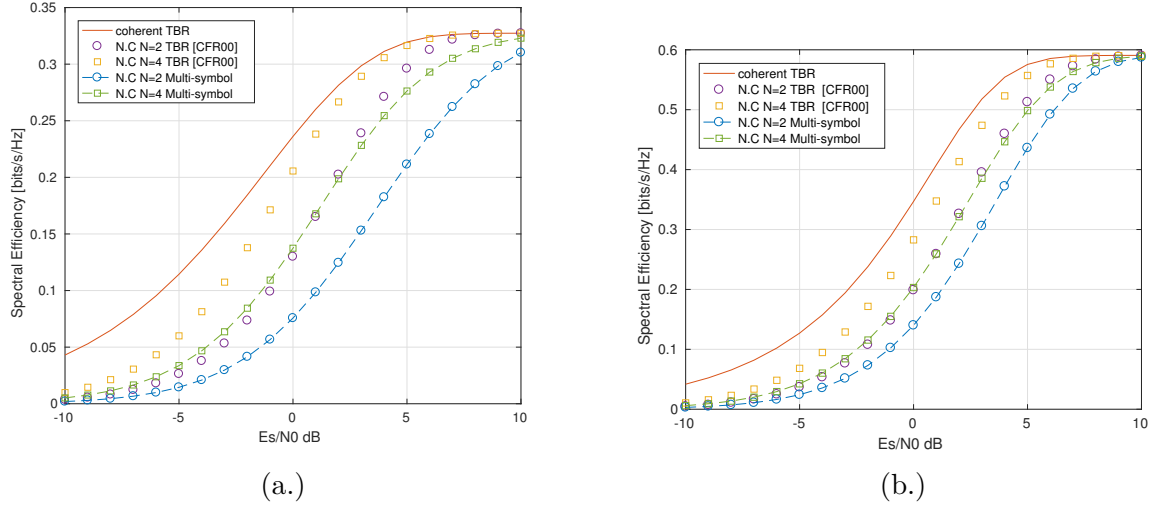 0.35
0.3
0.25
0.2
0.15
0.1
0.05
0
-10
-5
0
5
10
Spectral Efficiency [bits/s/Hz]
Es/N0 dB
coherent TBR
N.C N=2 TBR [CFR00]
N.C N=4 TBR [CFR00]
N.C N=2 Multi-symbol
N.C N=4 Multi-symbol
(a.)
0.6
0.5
0.4
0.3
0.2
0.1
0
-10
-5
0
5
10
Spectral Efficiency [bits/s/Hz]
Es/N0 dB
coherent TBR
N.C N=2 TBR [CFR00]
N.C N=4 TBR [CFR00]
N.C N=2 Multi-symbol
N.C N=4 Multi-symbol
(b.)